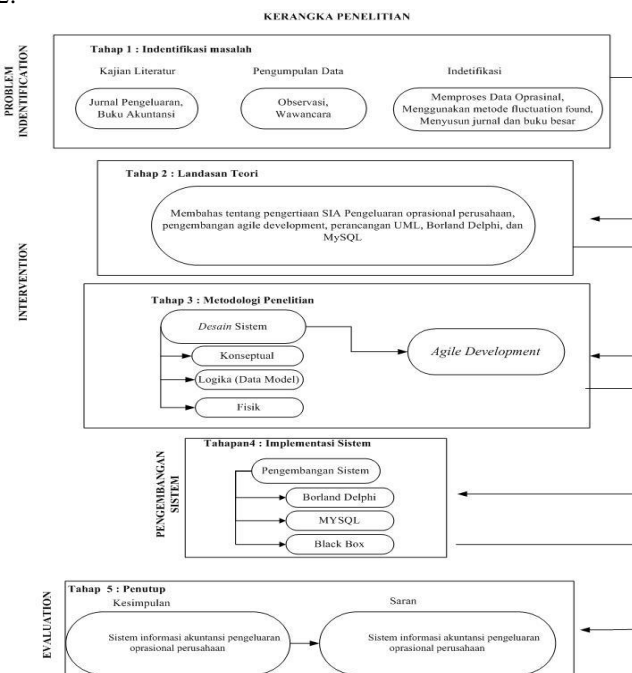 2.
KERANGKA PENELITIAN
PROBLEM
INDENTIFICATION
Tahap 1 : Indentifikasi masalah
Kajian Literatur
Pengumpulan Data
Indetifikasi
Jurnal Pengeluaran,
Buku Akuntansi
Observasi,
Wawancara
Memproses Data Oprasinal,
Menggunakan metode fluctuation found,
Menyusun jurnal dan buku besar
INTERVENTION
Tahap 2 : Landasan Teori
Membahas tentang pengertiaan SIA Pengeluaran oprasional perusahaan,
pengembangan agile development, perancangan UML, Borland Delphi, dan
MySQL
Tahap 3 : Metodologi Penelitian
Desain Sistem
Konseptual
Logika (Data Model)
Fisik
Agile Development
PENGEMBANGAN
SISTEM
Tahapan4 : Implementasi Sistem
Pengembangan Sistem
Borland Delphi
MYSQL
Black Box
EVALUATION
Tahap 5 : Penutup
Kesimpulan
Saran
Sistem informasi akuntansi pengeluaran
oprasional perusahaan
Sistem informasi akuntansi pengeluaran
oprasional perusahaan